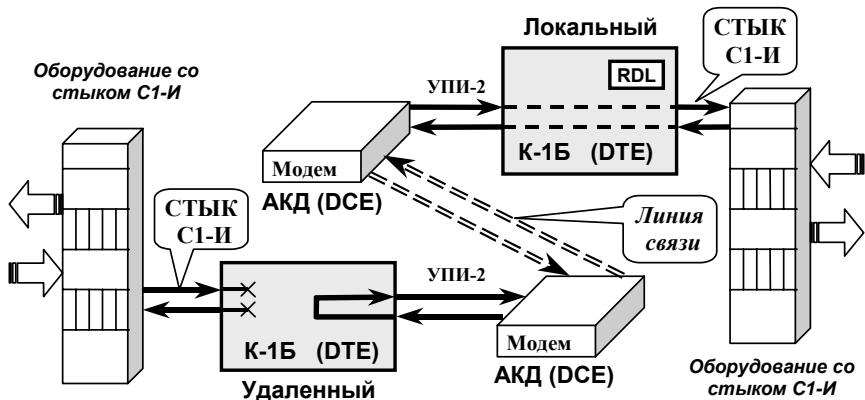 Локальный
СТЫК
С1-И
RDL
Оборудование со
стыком С1-И
УПИ-2
К-1Б (DTE)
Модем
АКД (DCE)
СТЫК
С1-И
Линия
связи
УПИ-2
К-1Б (DTE)
Удаленный
Модем
АКД (DCE)
Оборудование со
стыком С1-И